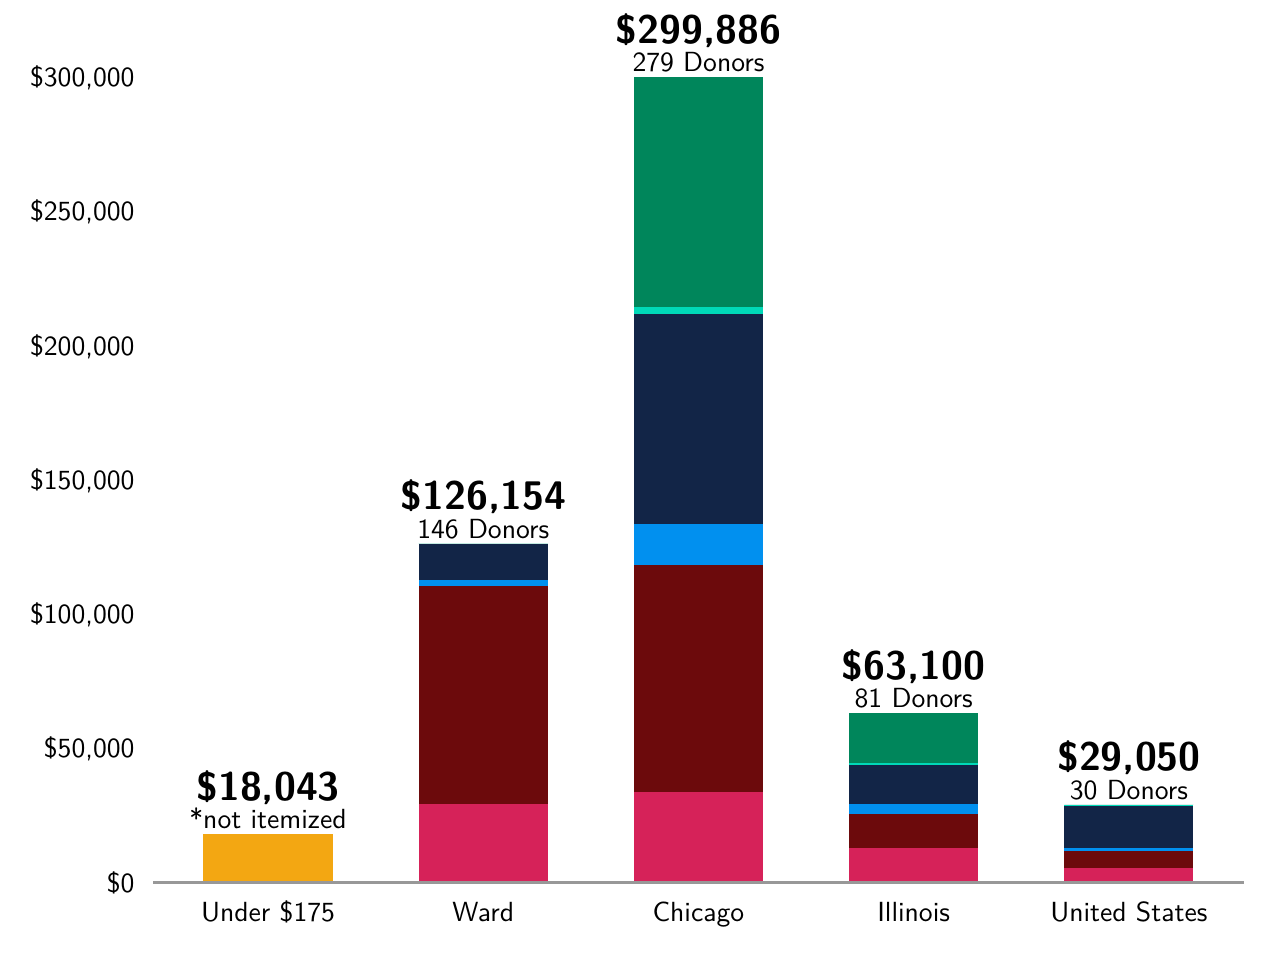 $299,886
279 Donors
$300,000
$250,000
$200,000
$150,000
$126,154
146 Donors
$100,000
$63,100
81 Donors
$50,000
$29,050
30 Donors
$18,043
*not itemized
$0
Under $175
Ward
Chicago
Illinois
United States